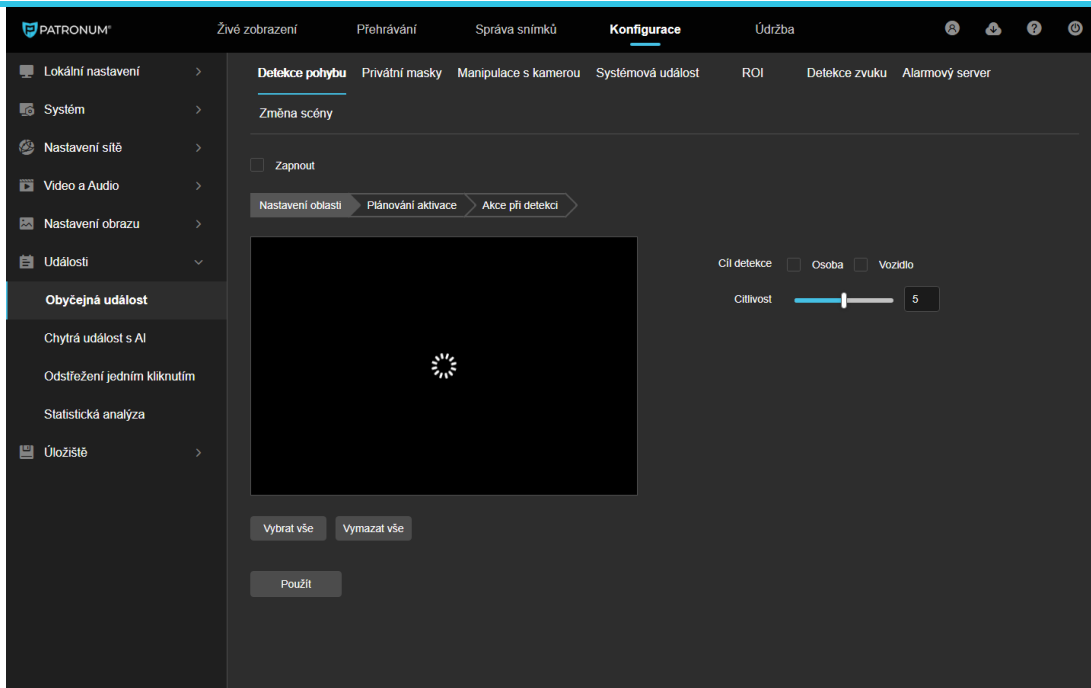 PATRONUM®
Živé zobrazení
Přehrávání
Správa snímků
Konfigurace
Údržba
Lokální nastavení
Systém
Nastavení sítě
Video a Audio
Nastavení obrazu
Události
Obyčejná událost
Chytrá událost s AI
Odstřežení jedním kliknutím
Statistická analýza
Úložiště
Detekce pohybu
Privátní masky
Manipulace s kamerou
Systémová událost
ROI
Detekce zvuku
Alarmový server
Změna scény
Zapnout
Nastavení oblasti
Plánování aktivace
Akce při detekci
Cíl detekce
Osoba
Vozidlo
Citlivost
5
Vybrat vše
Vymazat vše
Použít